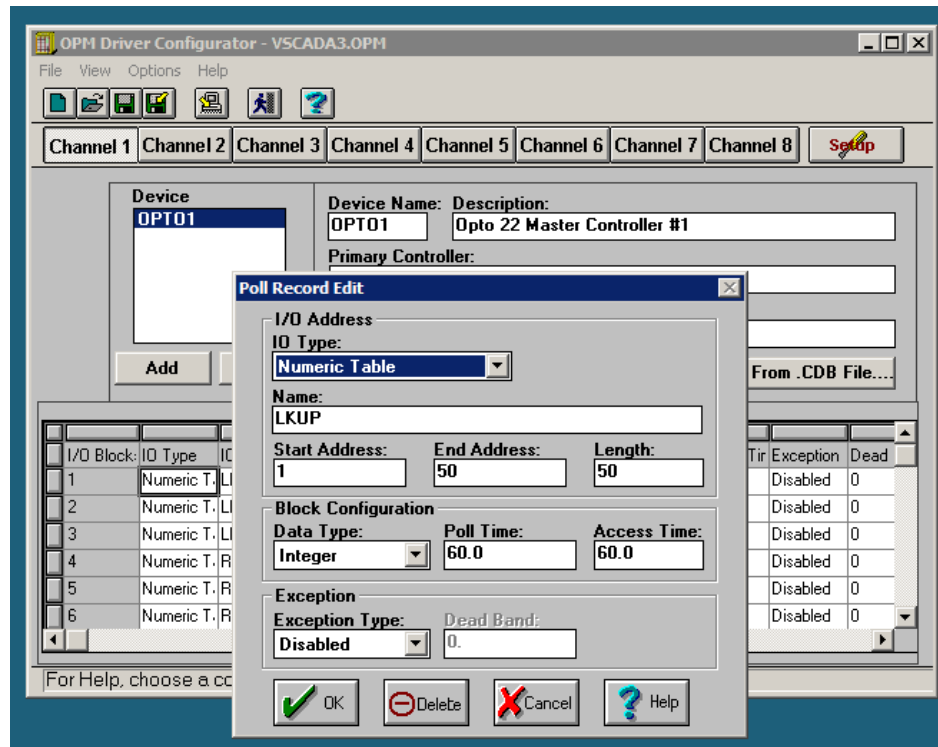 OPM Driver Configurator - VSCADA3.OPM
File View Options Help
Channel 1 Channel 2 Channel 3 Channel 4 Channel 5 Channel 6 Channel 7 Channel 8 Setup
Device
OPTO1
Device Name: Description:
OPTO1 Opto 22 Master Controller #1
Primary Controller:
Add
From .CDB File....
Poll Record Edit
I/O Address
IO Type:
Numeric Table
Name:
LKUP
Start Address: End Address: Length:
1 50 50
Block Configuration
Data Type: Poll Time: Access Time:
Integer 60.0 60.0
Exception
Exception Type: Dead Band:
Disabled 0.
OK Delete Cancel Help
I/O Block: IO Type Exception Dead
1 Numeric T. Disabled 0
2 Numeric T. Disabled 0
3 Numeric T. Disabled 0
4 Numeric T. R Disabled 0
5 Numeric T. R Disabled 0
6 Numeric T. R Disabled 0
For Help, choose a